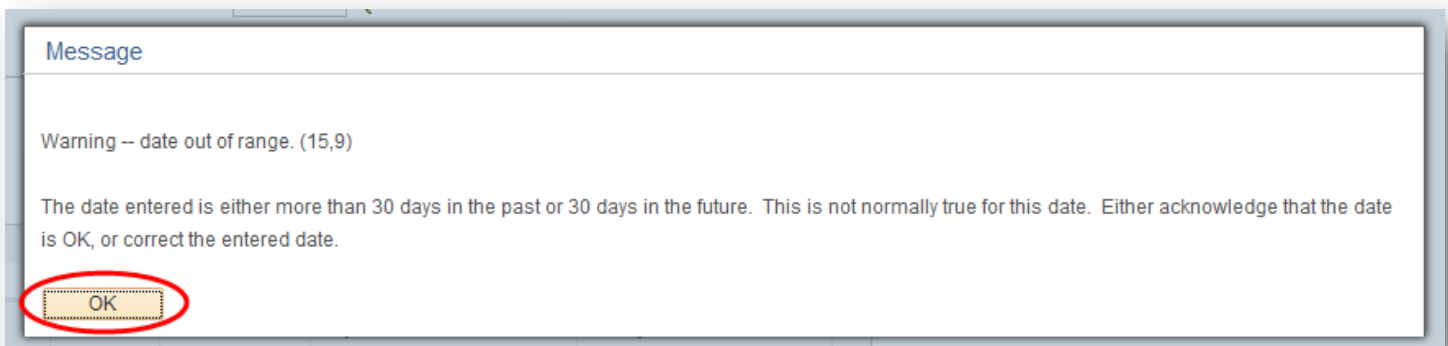 Message
Warning -- date out of range. (15,9)
The date entered is either more than 30 days in the past or 30 days in the future.  This is not normally true for this date.  Either acknowledge that the date
is OK, or correct the entered date.
OK